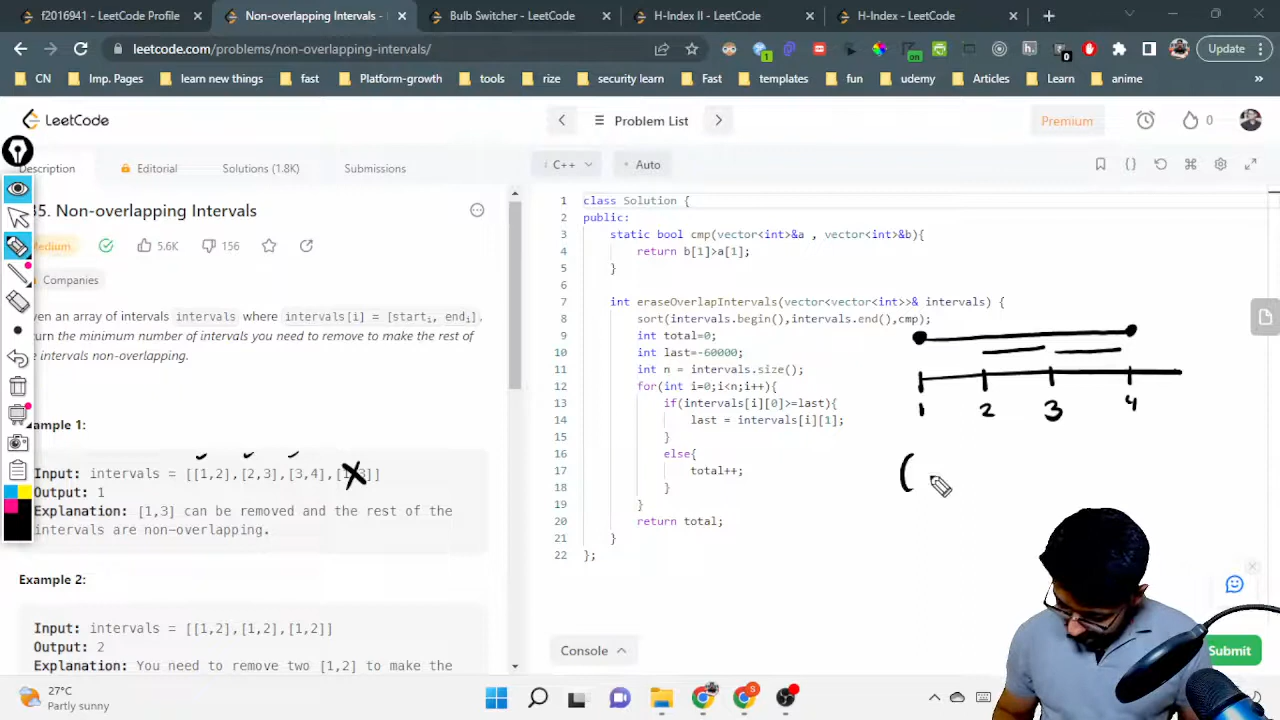 f2016941 - LeetCode Profile
Non-overlapping Intervals -
Bulb Switcher - LeetCode
H-Index II - LeetCode
H-Index - LeetCode
leetcode.com/problems/non-overlapping-intervals/
1
on
0
Update
CN
Imp. Pages
learn new things
fast
Platform-growth
tools
rise
security learn
Fast
templates
fun
udemy
Articles
Learn
anime
»
LeetCode
Problem List
Premium
0
Description
Editorial
Solutions (1.8K)
Submissions
C++
Auto
35. Non-overlapping Intervals
Medium
5.6K
156
Companies
en an array of intervals intervals where intervals[i] = [starti, endi],
urn the minimum number of intervals you need to remove to make the rest of
e intervals non-overlapping.
ample 1:
Input: intervals = [[1,2],[2,3],[3,4],[1,3]]
Output: 1
Explanation: [1,3] can be removed and the rest of the
intervals are non-overlapping.
Example 2:
Input: intervals = [[1,2],[1,2],[1,2]]
Output: 2
Explanation: You need to remove two [1,2] to make the
1 class Solution {
2 public:
3 static bool cmp(vector<int>&a , vector<int>&b){
4 return b[1]>a[1];
5 }
6
7 int eraseOverlapIntervals(vector<vector<int>>& intervals) {
8 sort(intervals.begin(),intervals.end(),cmp);
9 int total=0;
10 int last=-60000;
11 int n = intervals.size();
12 for(int i=0;i<n;i++){
13 if(intervals[i][0]>=last){
14 last = intervals[i][1];
15 }
16 else{
17 total++;
18 }
19 }
20 return total;
21 }
22 };
1 2 3 4
(
Console
Submit
27°C
Partly sunny